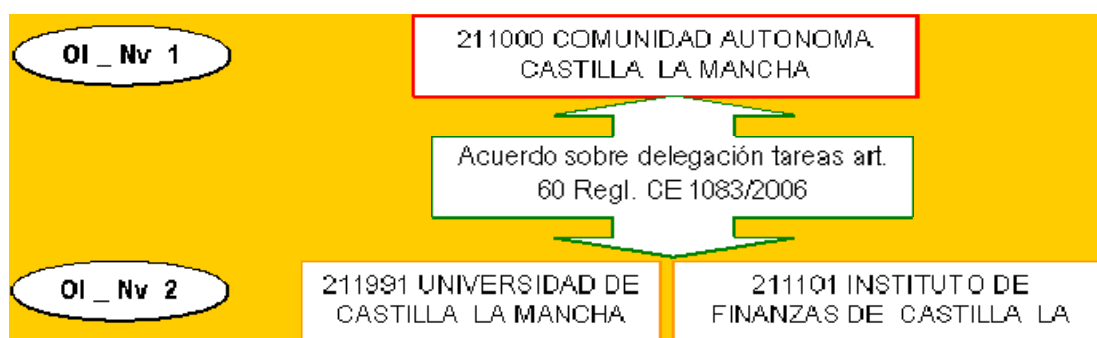 OI _ Nv 1
211000 COMUNIDAD AUTONOMA
CASTILLA LA MANCHA
Acuerdo sobre delegación tareas art.
60 Regl. CE 1083/2006
OI _ Nv 2
211991 UNIVERSIDAD DE
CASTILLA LA MANCHA
211101 INSTITUTO DE
FINANZAS DE CASTILLA LA